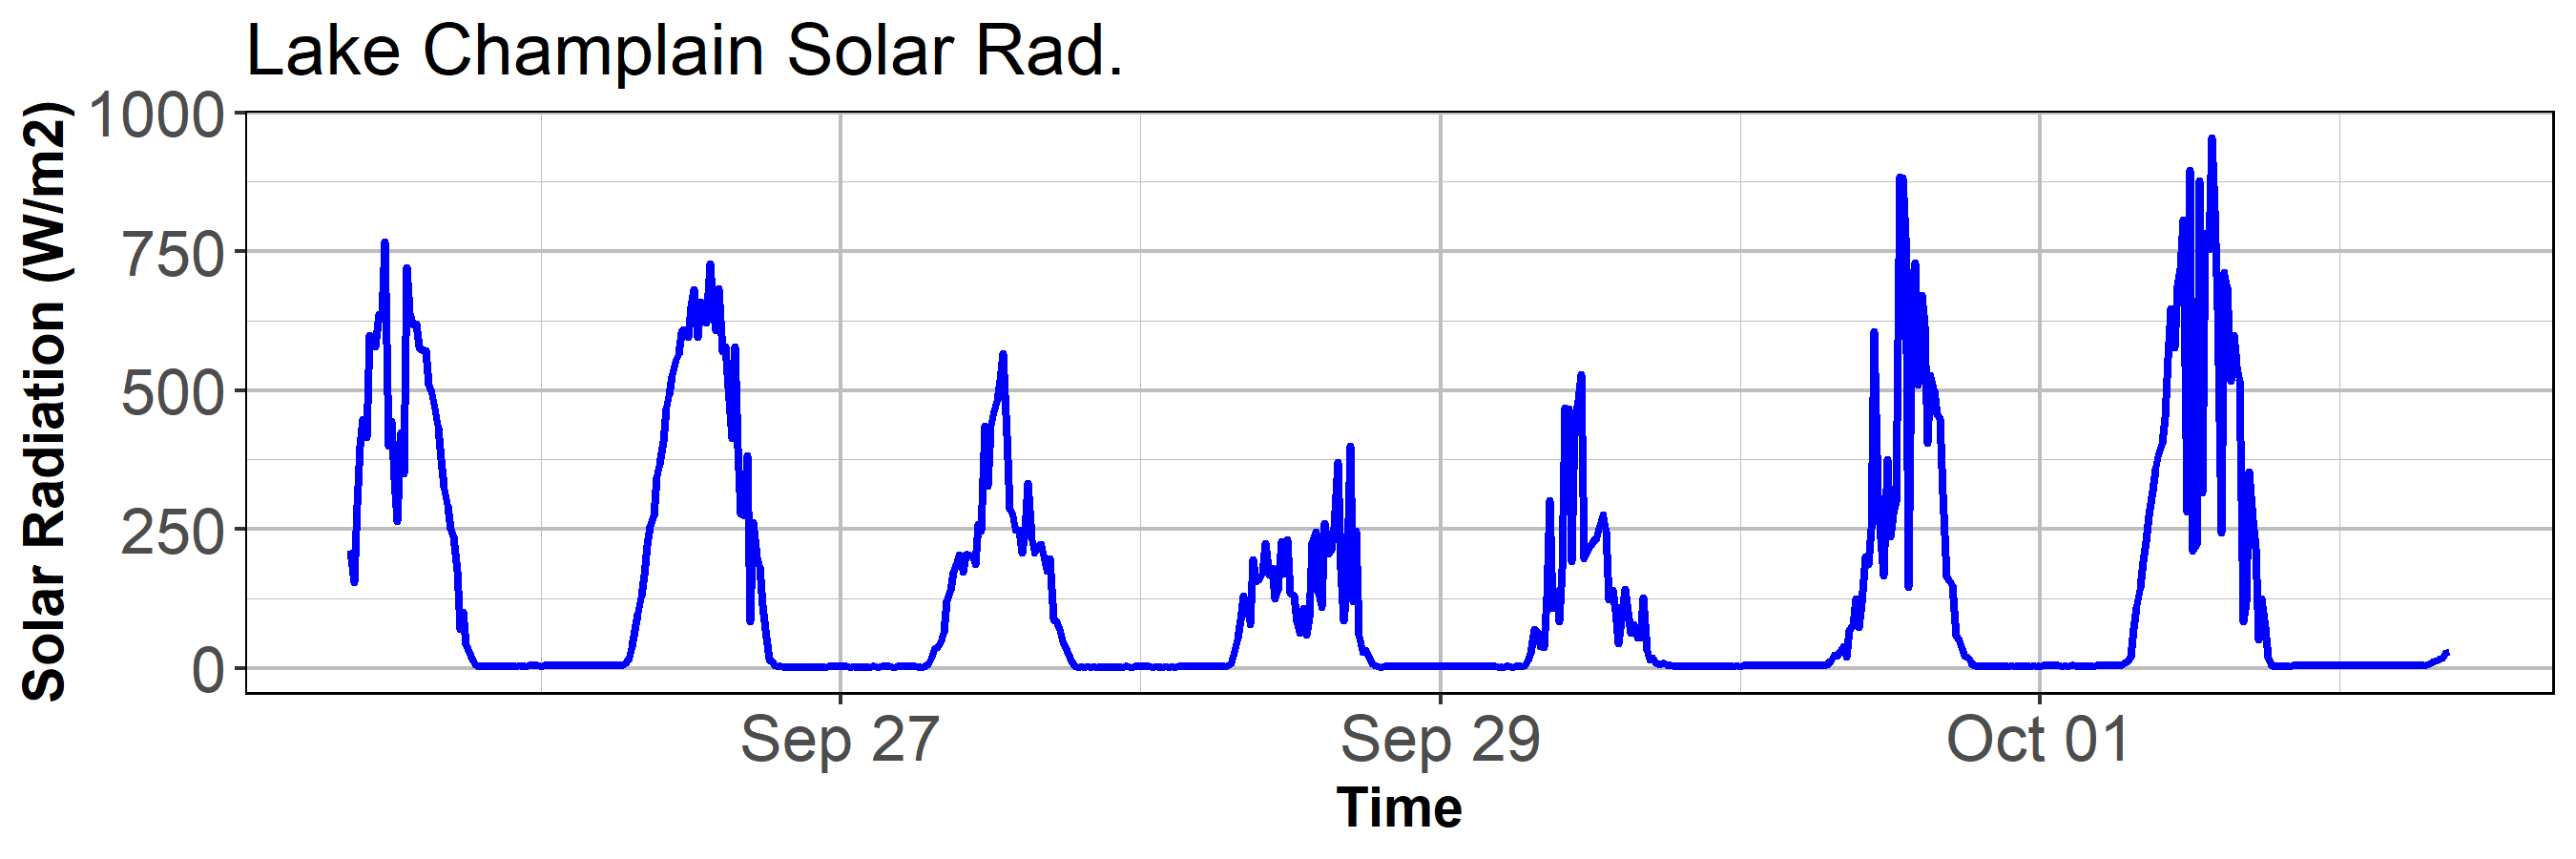 Lake Champlain Solar Rad.
Solar Radiation (W/m2)
1000
750
500
250
0
Sep 27
Sep 29
Oct 01
Time